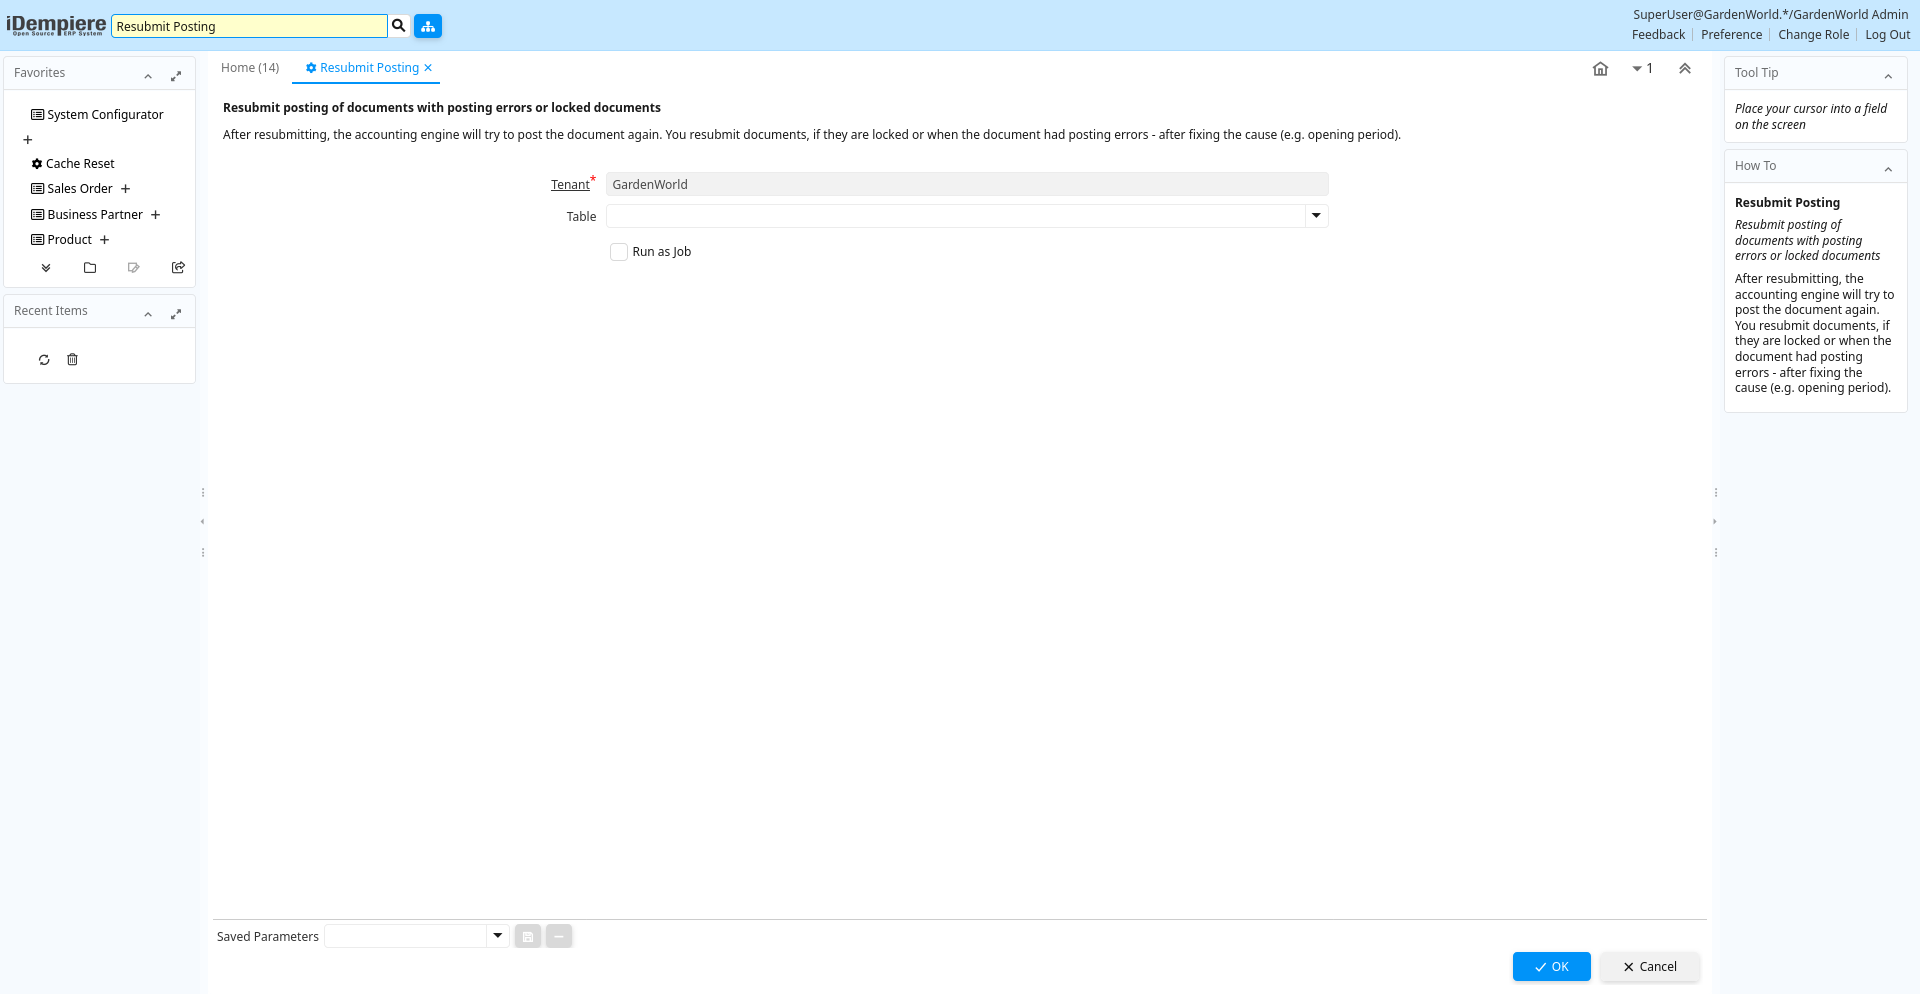 iDempiere
Open Source ERP System
Resubmit Posting
SuperUser@GardenWorld.*/GardenWorld Admin
Feedback
Preference
Change Role
Log Out
Favorites
System Configurator
Cache Reset
Sales Order
Business Partner
Product
Recent Items
Home (14)
Resubmit Posting
1
Resubmit posting of documents with posting errors or locked documents
After resubmitting, the accounting engine will try to post the document again. You resubmit documents, if they are locked or when the document had posting errors - after fixing the cause (e.g. opening period).
Tenant*
GardenWorld
Table
Run as Job
Saved Parameters
OK
Cancel
Tool Tip
Place your cursor into a field
on the screen
How To
Resubmit Posting
Resubmit posting of
documents with posting
errors or locked documents
After resubmitting, the
accounting engine will try to
post the document again.
You resubmit documents, if
they are locked or when the
document had posting
errors - after fixing the
cause (e.g. opening period).